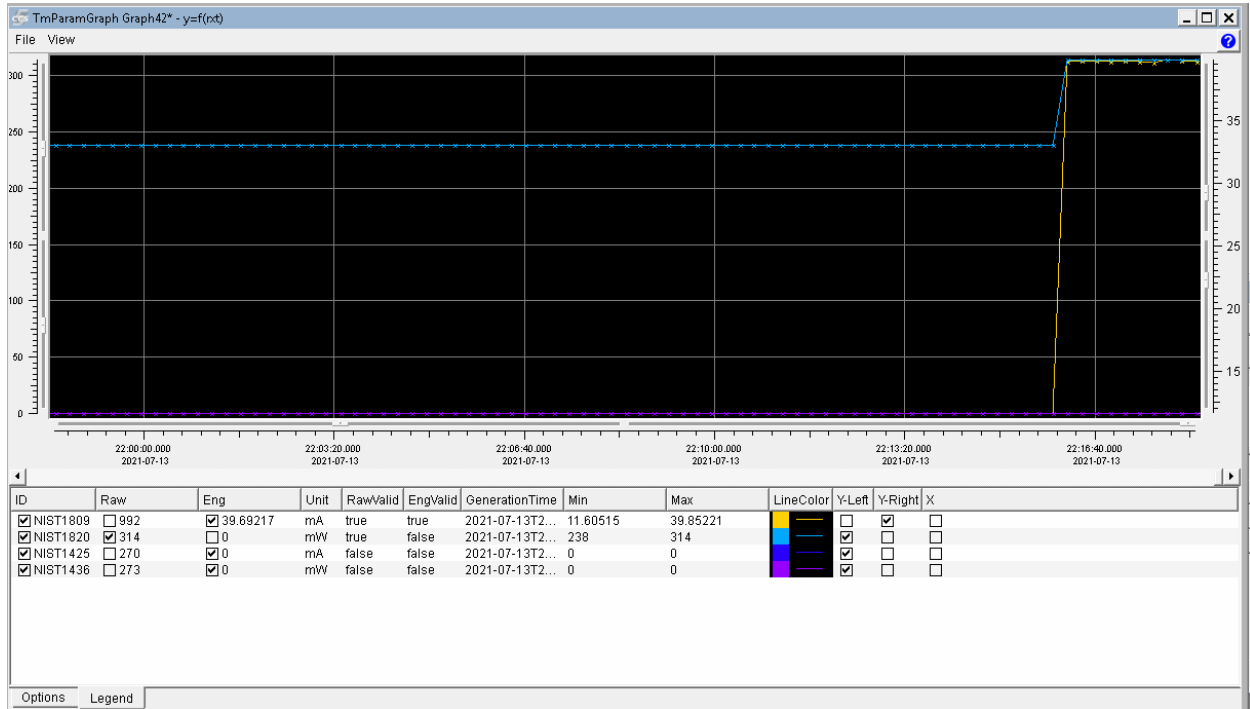 TmParamGraph Graph42* - y=f(rxt)
File View
300
250
200
150
100
50
0
35
30
25
20
15
22:00:00.000 22:03:20.000 22:06:40.000 22:10:00.000 22:13:20.000 22:16:40.000
2021-07-13 2021-07-13 2021-07-13 2021-07-13 2021-07-13 2021-07-13
ID Raw Eng Unit RawValid EngValid GenerationTime Min Max LineColor Y-Left Y-Right X
NIST1809 992 39.69217 mA true true 2021-07-13T2... 11.60515 39.85221
NIST1820 314 0 mW true false 2021-07-13T2... 238 314
NIST1425 270 0 mA false false 2021-07-13T2... 0 0
NIST1436 273 0 mW false false 2021-07-13T2... 0 0
Options Legend